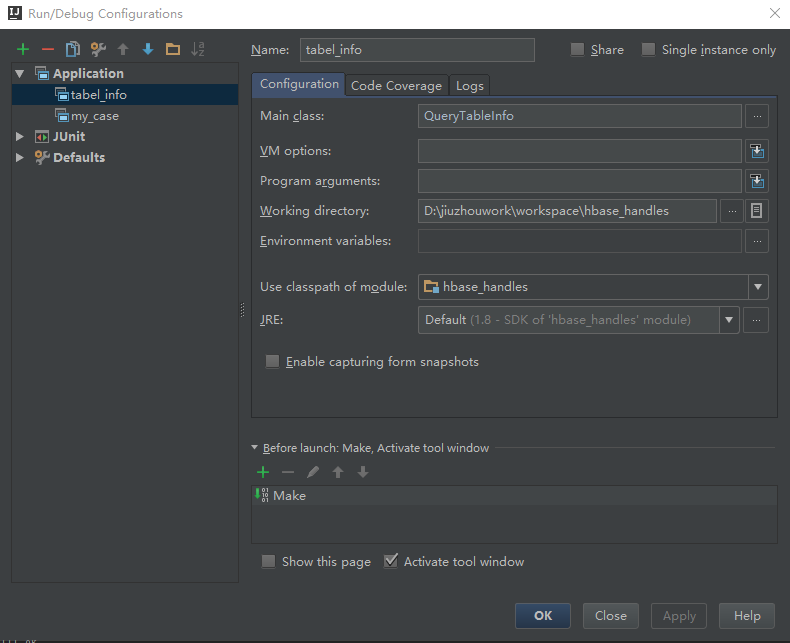 Run/Debug Configurations
Name: tabel_info
Share
Single instance only
Application
tabel_info
my_case
JUnit
Defaults
Configuration
Code Coverage
Logs
Main class: QueryTableInfo
VM options:
Program arguments:
Working directory: D:\jiuzhouwork\workspace\hbase_handles
Environment variables:
Use classpath of module: hbase_handles
JRE: Default (1.8 - SDK of 'hbase_handles' module)
Enable capturing form snapshots
Before launch: Make, Activate tool window
Make
Show this page
Activate tool window
OK
Close
Apply
Help